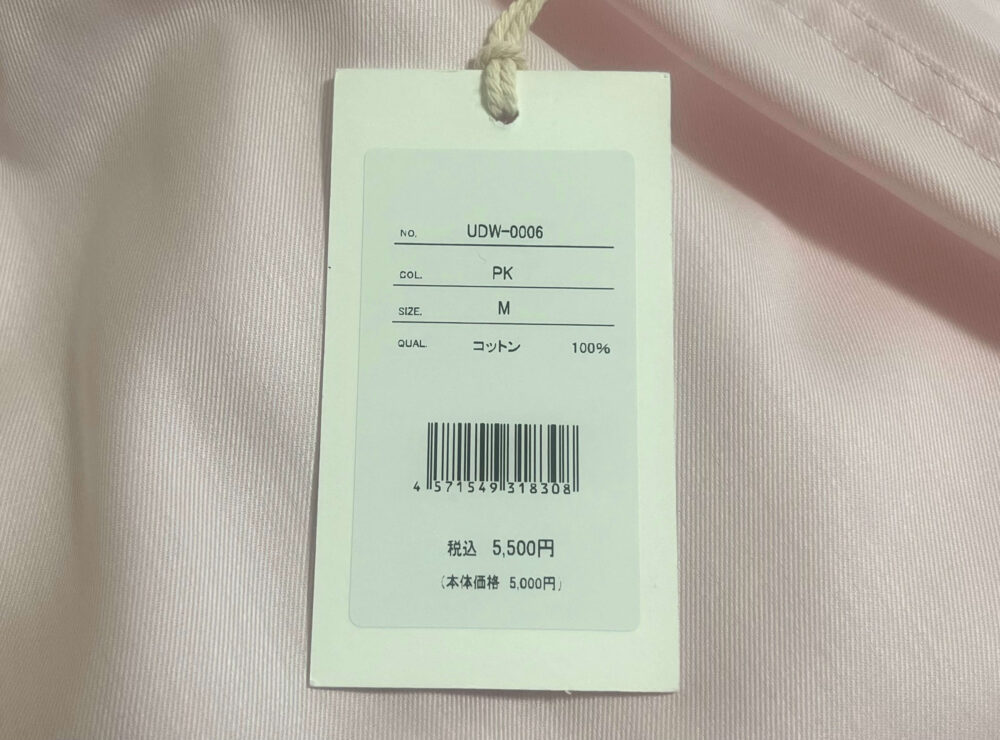 NO. UDW-0006
COL. PK
SIZE. M
QUAL. コットン 100%
4 571549 318308
税込 5,500円
(本体価格 5,000円)